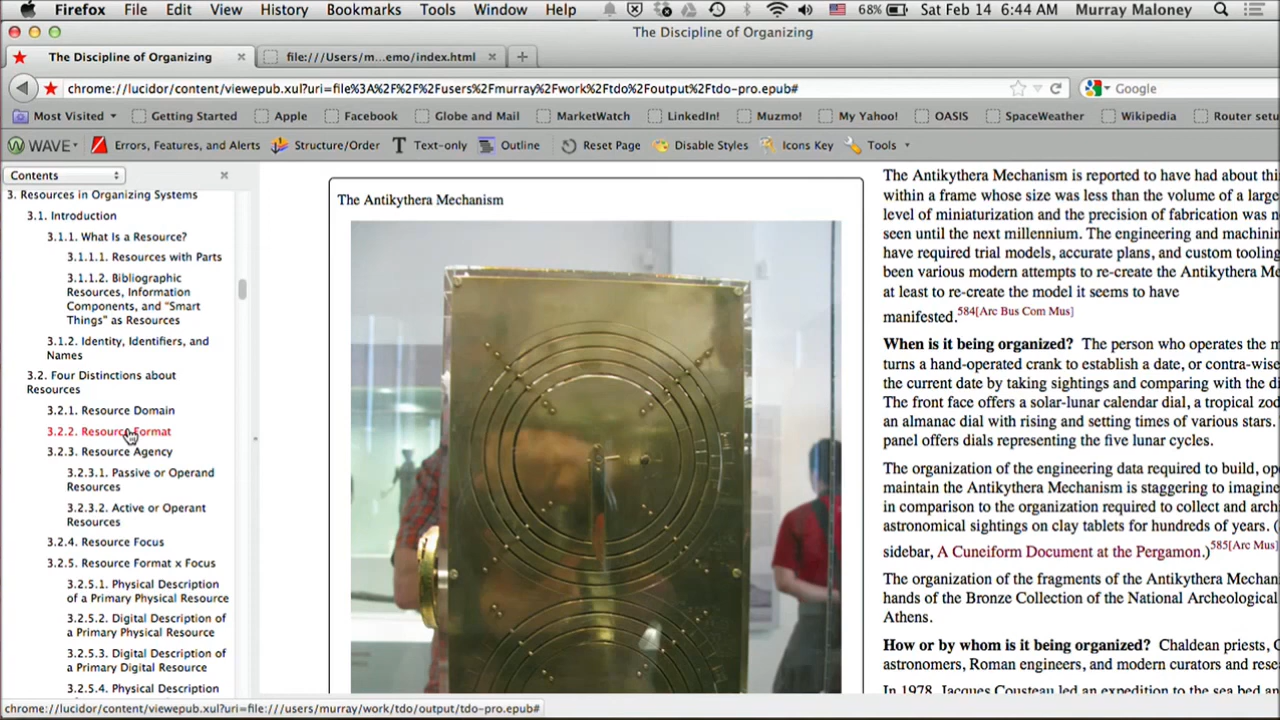 Firefox File Edit View History Bookmarks Tools Window Help 68% Sat Feb 14 6:44 AM Murray Maloney
The Discipline of Organizing
The Discipline of Organizing file:///Users/m...emo/index.html
chrome://lucidor/content/viewepub.xul?uri=file%3A%2F%2F%2Fusers%2Fmurray%2Fwork%2Ftdo%2Foutput%2Ftdo-pro.epub# Google
Most Visited Getting Started Apple Facebook Google and Mail MarketWatch LinkedIn! Muzmo! My Yahoo! OASIS SpaceWeather Wikipedia Router setu
WAVE Errors, Features, and Alerts Structure/Order Text-only Outline Reset Page Disable Styles Icons Key Tools
Contents
3. Resources in Organizing Systems
3.1. Introduction
3.1.1. What Is a Resource?
3.1.1.1. Resources with Parts
3.1.1.2. Bibliographic
Resources, Information
Components, and “Smart
Things” as Resources
3.1.2. Identity, Identifiers, and
Names
3.2. Four Distinctions about
Resources
3.2.1. Resource Domain
3.2.2. Resource Format
3.2.3. Resource Agency
3.2.3.1. Passive or Operand
Resources
3.2.3.2. Active or Operant
Resources
3.2.4. Resource Focus
3.2.5. Resource Format x Focus
3.2.5.1. Physical Description
of a Primary Physical Resource
3.2.5.2. Digital Description of
a Primary Physical Resource
3.2.5.3. Digital Description of
a Primary Digital Resource
3.2.5.4. Physical Description
The Antikythera Mechanism
The Antikythera Mechanism is reported to have had about thi
within a frame whose size was less than the volume of a large
level of miniaturization and the precision of fabrication was n
seen until the next millennium. The engineering and machinin
have required trial models, accurate plans, and custom tooling
been various modern attempts to re-create the Antikythera Me
at least to re-create the model it seems to have
manifested.584[Arc Bus Com Mus]
When is it being organized? The person who operates the m
turns a hand-operated crank to establish a date, or contra-wise
the current date by taking sightings and comparing with the di
The front face offers a solar-lunar calendar dial, a tropical zod
an almanac dial with rising and setting times of various stars.
panel offers dials representing the five lunar cycles.
The organization of the engineering data required to build, op
maintain the Antikythera Mechanism is staggering to imagine
in comparison to the organization required to collect and arch
astronomical sightings on clay tablets for hundreds of years. (
sidebar, A Cuneiform Document at the Pergamon.)585[Arc Mus]
The organization of the fragments of the Antikythera Mechan
hands of the Bronze Collection of the National Archeological
Athens.
How or by whom is it being organized? Chaldean priests, G
astronomers, Roman engineers, and modern curators and rese
In 1978, Jacques Cousteau led an expedition to the sea bed an
chrome://lucidor/content/viewepub.xul?uri=file:///users/murray/work/tdo/output/tdo-pro.epub#